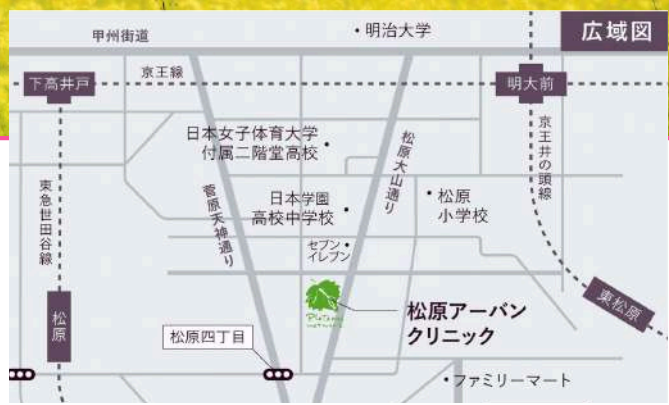 甲州街道
・明治大学
広域図
下高井戸
京王線
明大前
日本女子体育大学
付属二階堂高校・
松原大山通り
京王井の頭線
東急世田谷線
菅原天神通り
日本学園
高校中学校・
・松原
小学校
セブン・
イレブン
松原
Platanus
松原アーバン
クリニック
東松原
松原四丁目
・ファミリーマート